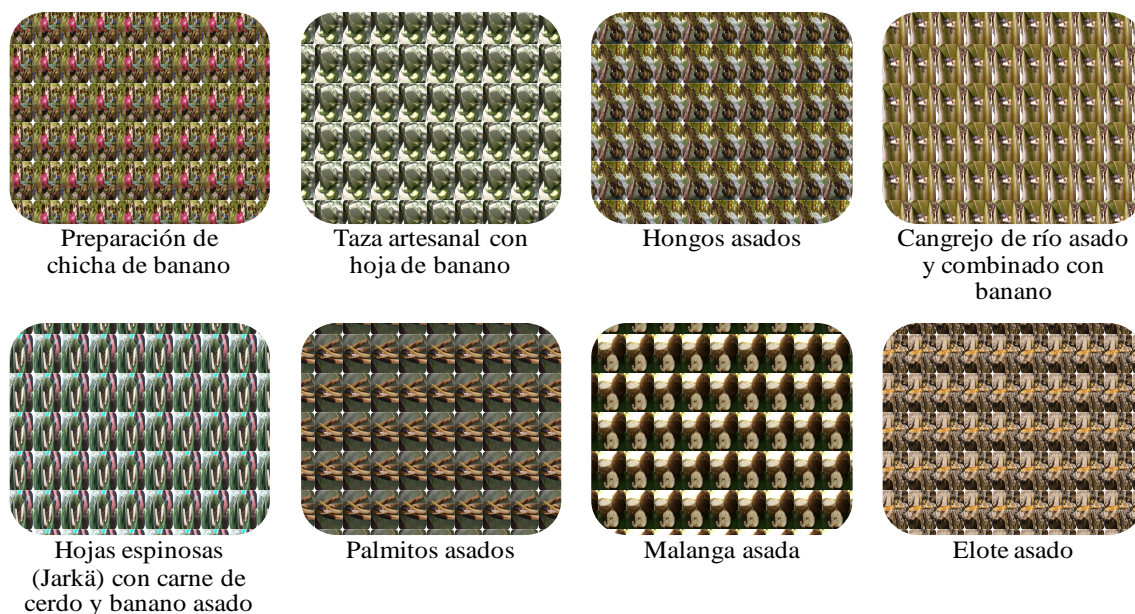 Preparación de
chicha de banano
Taza artesanal con
hoja de banano
Hongos asados
Cangrejo de río asado
y combinado con
banano
Hojas espinosas
(Jarkä) con carne de
cerdo y banano asado
Palmitos asados
Malanga asada
Elote asado